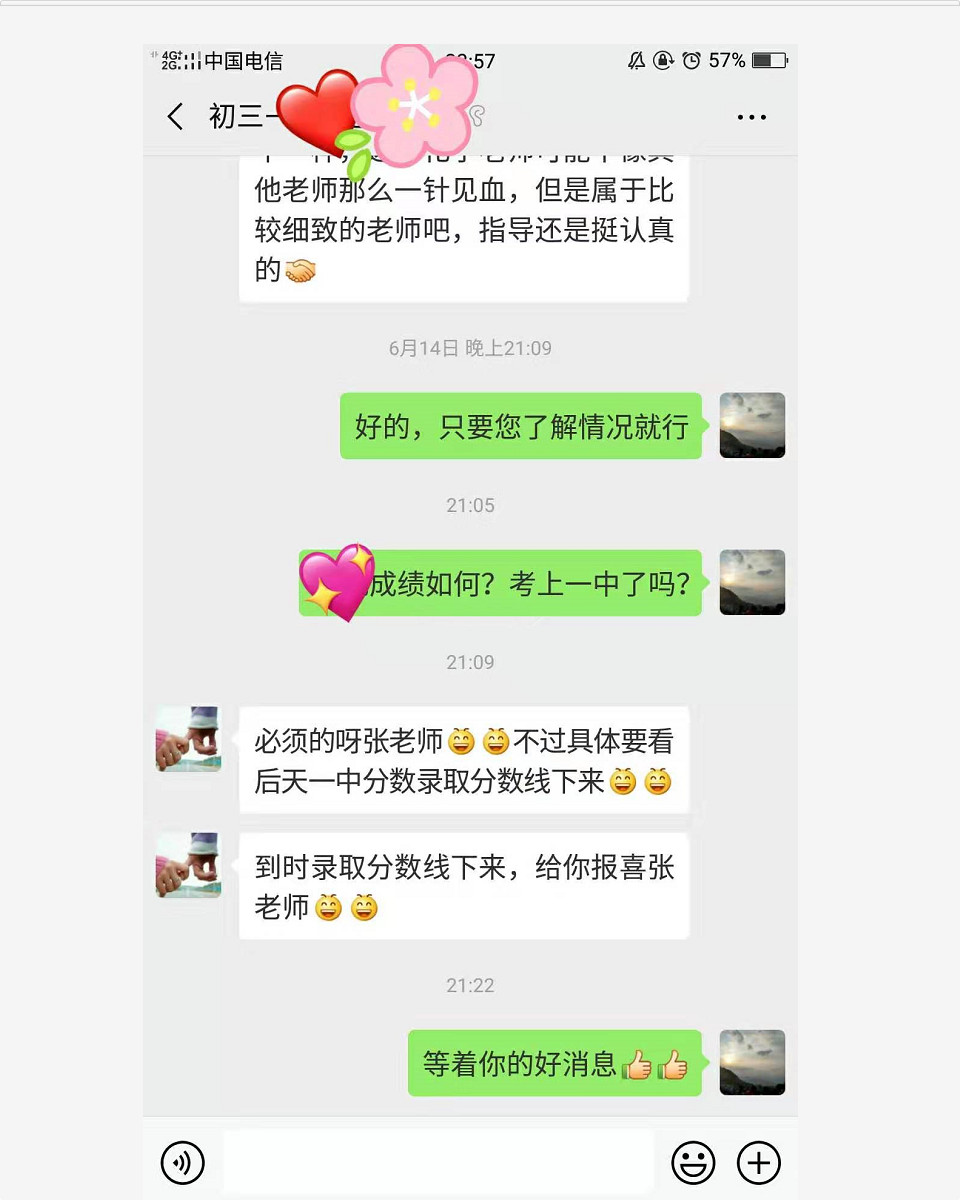 4G+
2G
中国电信
:57
57%
初三一
他老师那么一针见血，但是属于比
较细致的老师吧，指导还是挺认真
的
6月14日 晚上21:09
好的，只要您了解情况就行
21:05
成绩如何？考上一中了吗？
21:09
必须的呀张老师😄😄不过具体要看
后天一中分数录取分数线下来😄😄
到时录取分数线下来，给你报喜张
老师😄😄
21:22
等着你的好消息👍👍